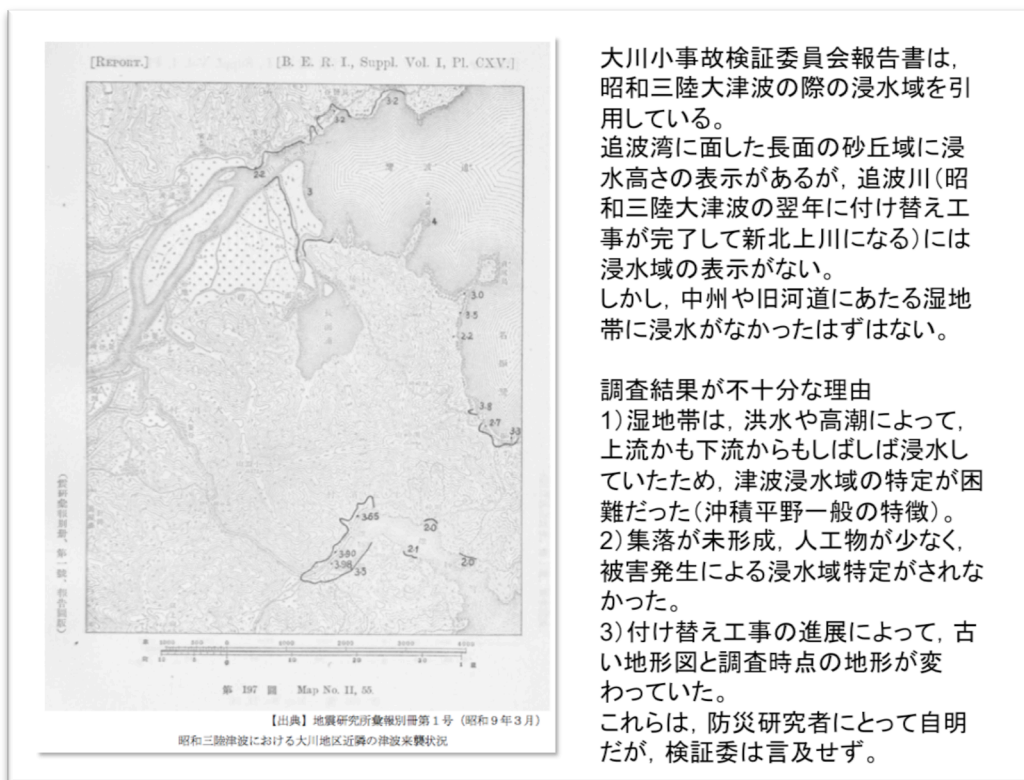 [REPORT.] [B. E. R. I., Suppl. Vol. I, Pl. CXV.]
32
12
22
3
4
30
35
22
38
27
33
365
20
380
21
398
35
20
第 197 圖 Map No. II, 55.
【出典】地震研究所彙報別冊第1号（昭和9年3月）
昭和三陸津波における大川地区近隣の津波来襲状況
大川小事故検証委員会報告書は，
昭和三陸大津波の際の浸水域を引
用している。
追波湾に面した長面の砂丘域に浸
水高さの表示があるが，追波川（昭
和三陸大津波の翌年に付け替え工
事が完了して新北上川になる）には
浸水域の表示がない。
しかし，中州や旧河道にあたる湿地
帯に浸水がなかったはずはない。
調査結果が不十分な理由
1）湿地帯は，洪水や高潮によって，
上流かも下流からもしばしば浸水し
ていたため，津波浸水域の特定が困
難だった（沖積平野一般の特徴）。
2）集落が未形成，人工物が少なく，
被害発生による浸水域特定がされな
かった。
3）付け替え工事の進展によって，古
い地形図と調査時点の地形が変
わっていた。
これらは，防災研究者にとって自明
だが，検証委は言及せず。